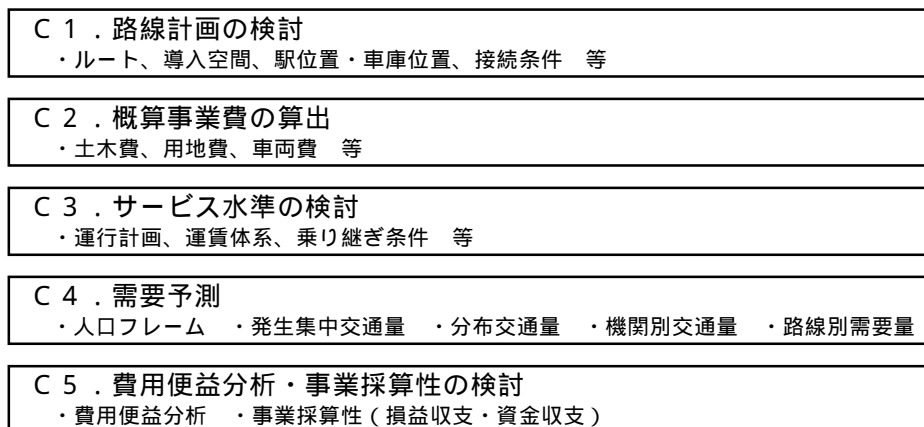 Ｃ１．路線計画の検討
・ルート、導入空間、駅位置・車庫位置、接続条件　等
Ｃ２．概算事業費の算出
・土木費、用地費、車両費　等
Ｃ３．サービス水準の検討
・運行計画、運賃体系、乗り継ぎ条件　等
Ｃ４．需要予測
・人口フレーム　・発生集中交通量　・分布交通量　・機関別交通量　・路線別需要量
Ｃ５．費用便益分析・事業採算性の検討
・費用便益分析　・事業採算性（損益収支・資金収支）